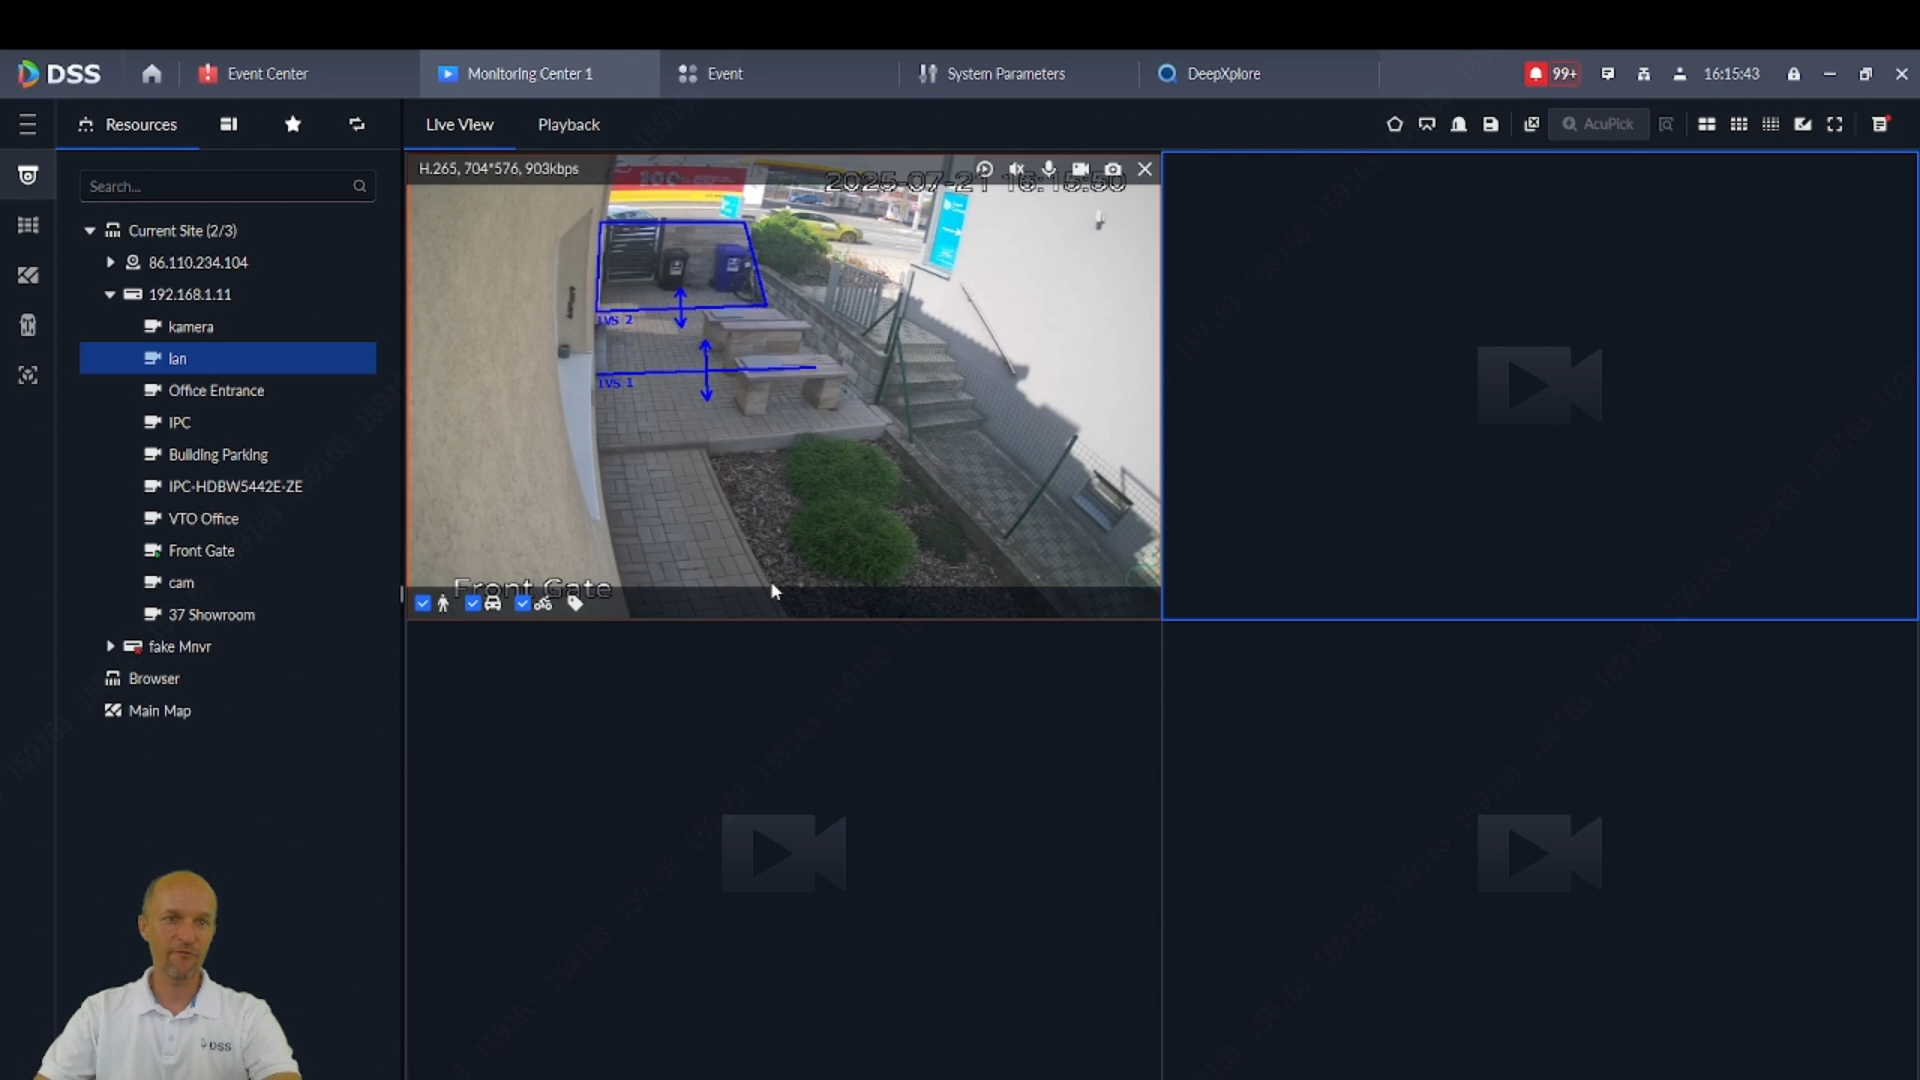 DSS
Event Center
Monitoring Center 1
Event
System Parameters
DeepXplore
99+
16:15:43
Resources
Live View
Playback
AcuPick
Search...
H.265, 704*576, 903kbps
2025-07-21 16:15:50
Current Site (2/3)
86.110.234.104
192.168.1.11
kamera
Ian
Office Entrance
IPC
Building Parking
IPC-HDBW5442E-ZE
VTO Office
Front Gate
cam
37 Showroom
fake Mnvr
Browser
Main Map
IVS 2
IVS 1
Front Gate
DSS
159163